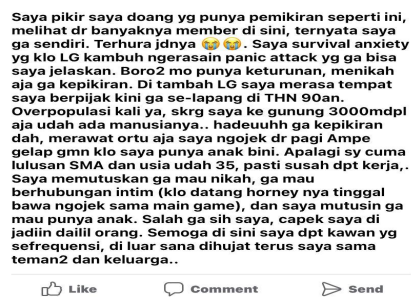 Saya pikir saya doang yg punya pemikiran seperti ini,
melihat dr banyaknya member di sini, ternyata saya
ga sendiri. Terhura jdnya 😭😭. Saya survival anxiety
yg klo LG kambuh ngerasain panic attack yg ga bisa
saya jelaskan. Boro2 mo punya keturunan, menikah
aja ga kepikiran. Di tambah LG saya merasa tempat
saya berpijak kini ga se-lapang di THN 90an.
Overpopulasi kali ya, skrg saya ke gunung 3000mdpl
aja udah ada manusianya.. hadeuuhh ga kepikiran
dah, merawat ortu aja saya ngojek dr pagi Ampe
gelap gmn klo saya punya anak bini. Apalagi sy cuma
lulusan SMA dan usia udah 35, pasti susah dpt kerja,.
Saya memutuskan ga mau nikah, ga mau
berhubungan intim (klo datang horney nya tinggal
bawa ngojek sama main game), dan saya mutusin ga
mau punya anak. Salah ga sih saya, capek saya di
jadiin dailil orang. Semoga di sini saya dpt kawan yg
sefrequensi, di luar sana dihujat terus saya sama
teman2 dan keluarga..
Like Comment Send